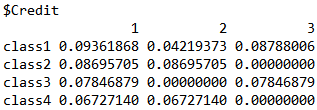 $Credit
1 2 3
class1 0.09361868 0.04219373 0.08788006
class2 0.08695705 0.08695705 0.00000000
class3 0.07846879 0.00000000 0.07846879
class4 0.06727140 0.06727140 0.00000000